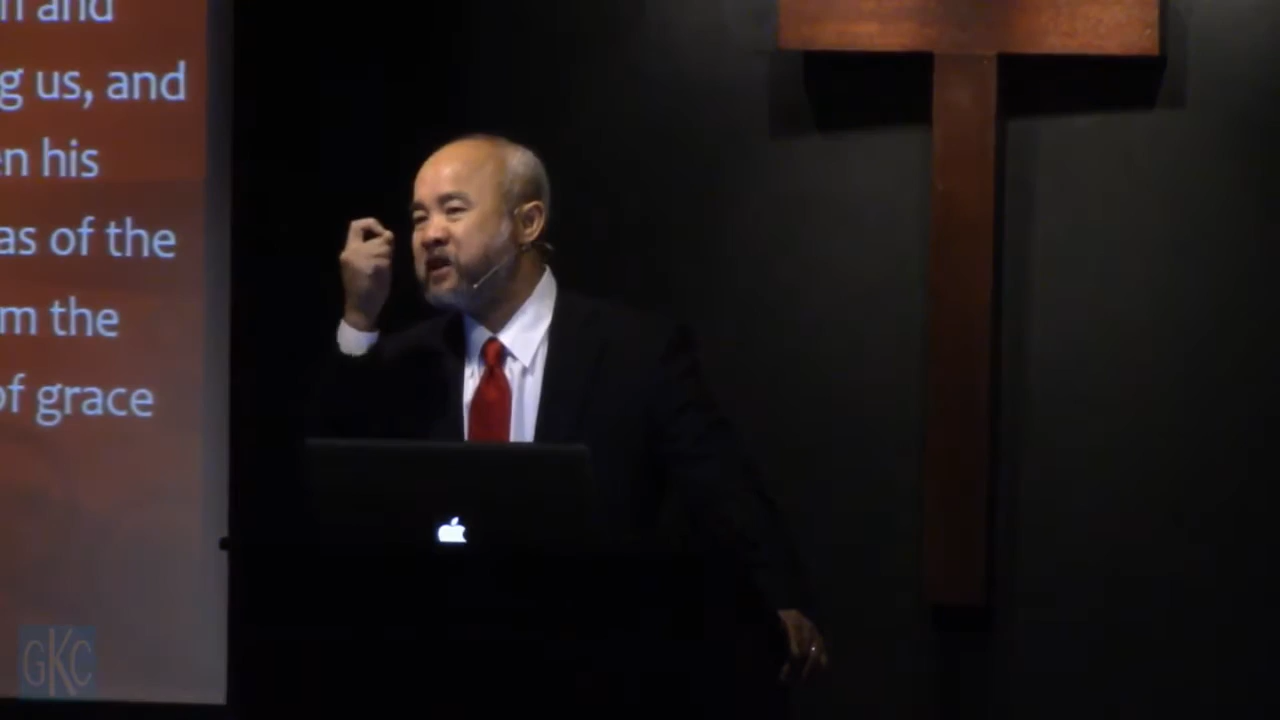 and
us, and
his
as of the
the
of grace
GKC